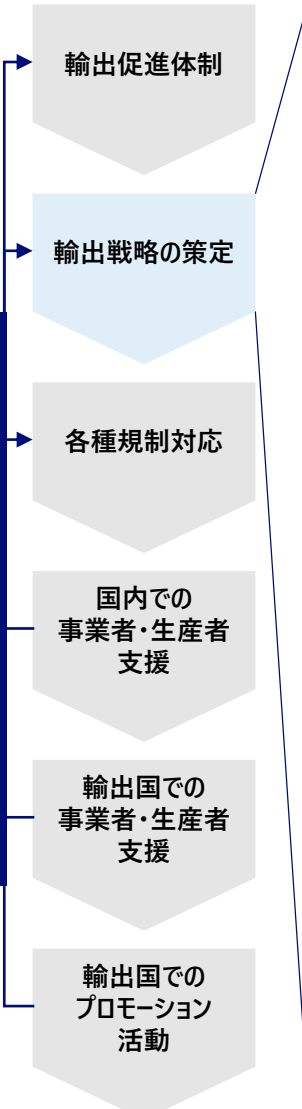 輸出促進体制
輸出戦略の策定
各種規制対応
国内での
事業者・生産者
支援
輸出国での
事業者・生産者
支援
輸出国での
プロモーション
活動